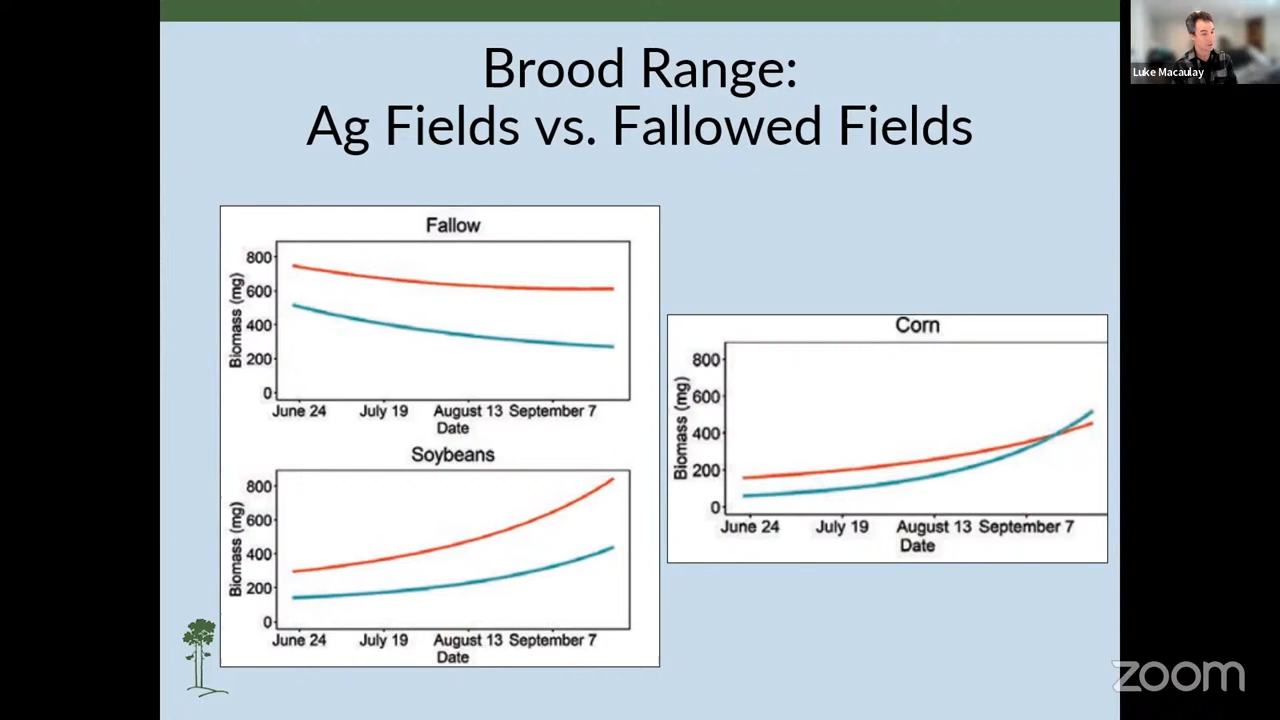 Brood Range:
Ag Fields vs. Fallowed Fields
Luke Macaulay
Fallow
800
600
400
200
0
Biomass (mg)
June 24 July 19 August 13 September 7
Date
Soybeans
800
600
400
200
0
Biomass (mg)
June 24 July 19 August 13 September 7
Date
Corn
800
600
400
200
0
Biomass (mg)
June 24 July 19 August 13 September 7
Date
zoom